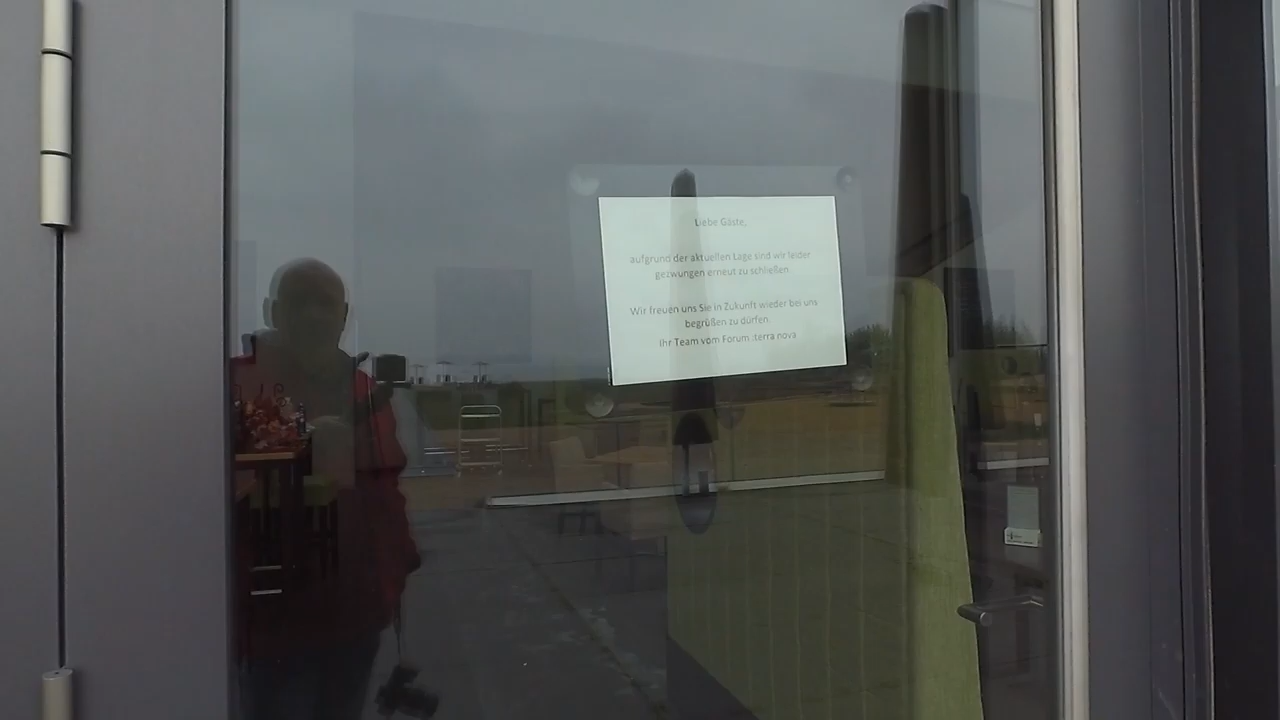 Liebe Gäste,
aufgrund der aktuellen Lage sind wir leider
gezwungen erneut zu schließen
Wir freuen uns Sie in Zukunft wieder bei uns
begrüßen zu dürfen.
Ihr Team vom Forum :terra nova